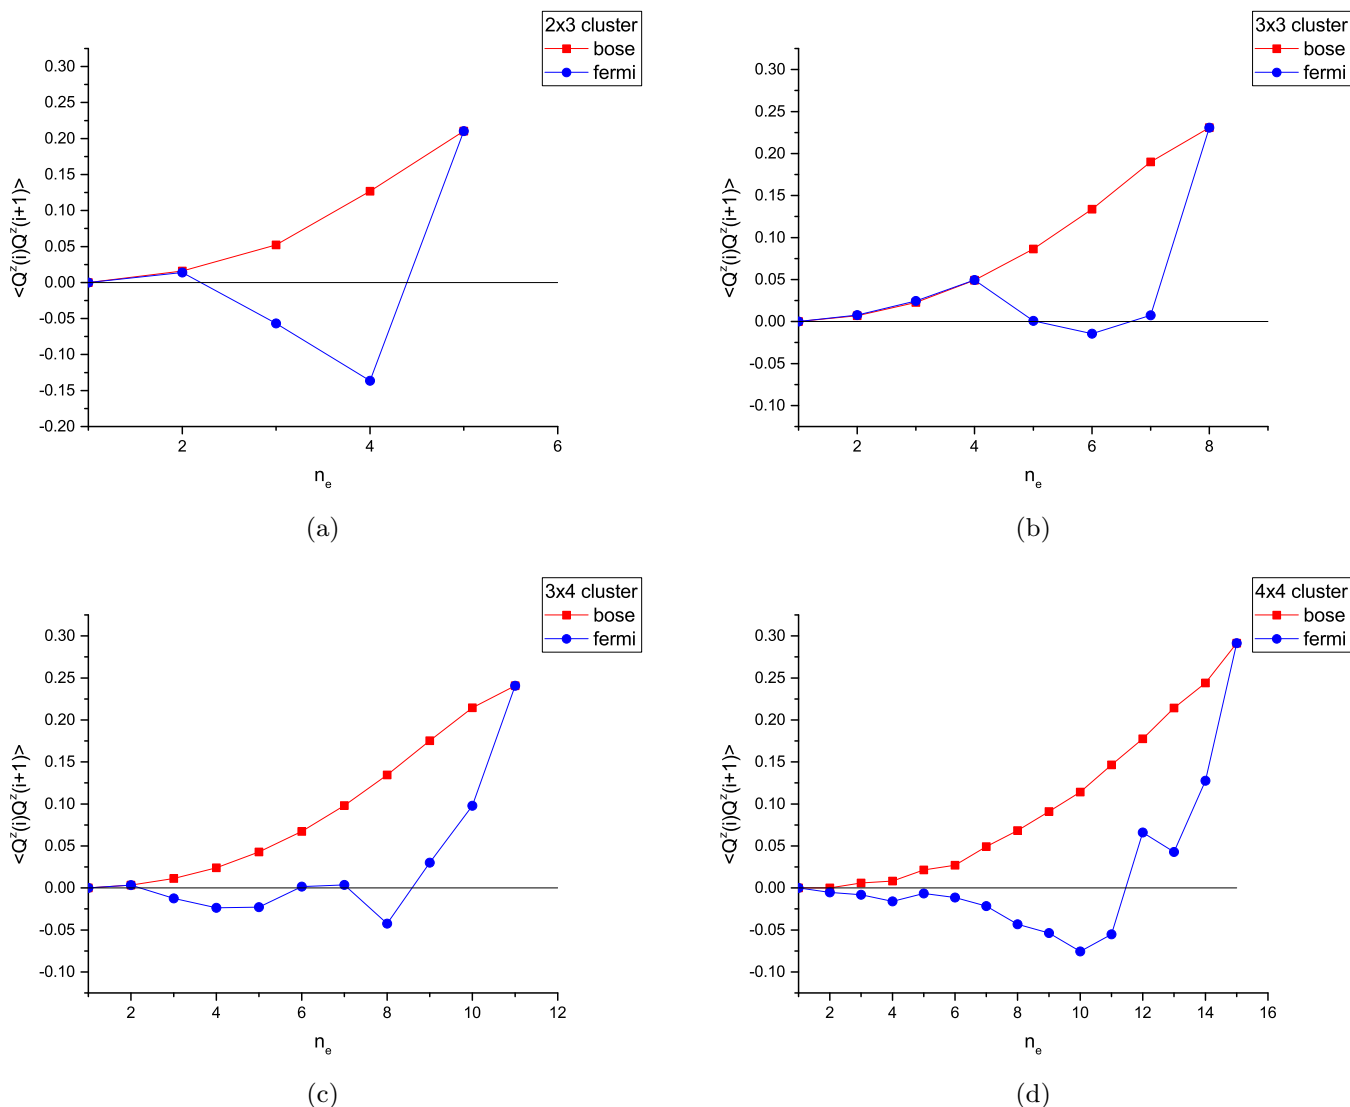 2x3 cluster
bose
fermi
0.30
0.25
0.20
0.15
0.10
0.05
0.00
-0.05
-0.10
-0.15
-0.20
<Q^z(i)Q^z(i+1)>
2 4 6
n_e
(a)
3x3 cluster
bose
fermi
0.30
0.25
0.20
0.15
0.10
0.05
0.00
-0.05
-0.10
<Q^z(i)Q^z(i+1)>
2 4 6 8
n_e
(b)
3x4 cluster
bose
fermi
0.30
0.25
0.20
0.15
0.10
0.05
0.00
-0.05
-0.10
<Q^z(i)Q^z(i+1)>
2 4 6 8 10 12
n_e
(c)
4x4 cluster
bose
fermi
0.30
0.25
0.20
0.15
0.10
0.05
0.00
-0.05
-0.10
<Q^z(i)Q^z(i+1)>
2 4 6 8 10 12 14 16
n_e
(d)